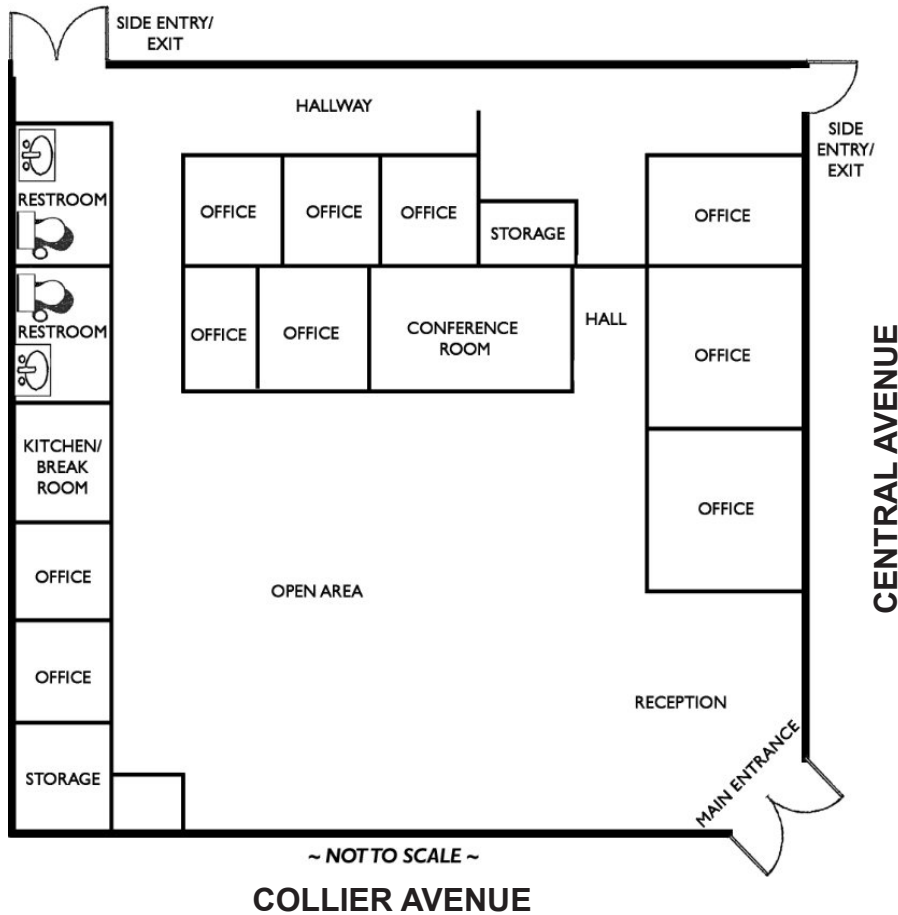 SIDE ENTRY/
EXIT
HALLWAY
SIDE
ENTRY/
EXIT
RESTROOM
OFFICE
OFFICE
OFFICE
STORAGE
OFFICE
RESTROOM
OFFICE
OFFICE
CONFERENCE
ROOM
HALL
OFFICE
CENTRAL AVENUE
KITCHEN/
BREAK
ROOM
OFFICE
OFFICE
OPEN AREA
OFFICE
RECEPTION
STORAGE
MAIN ENTRANCE
~ NOT TO SCALE ~
COLLIER AVENUE